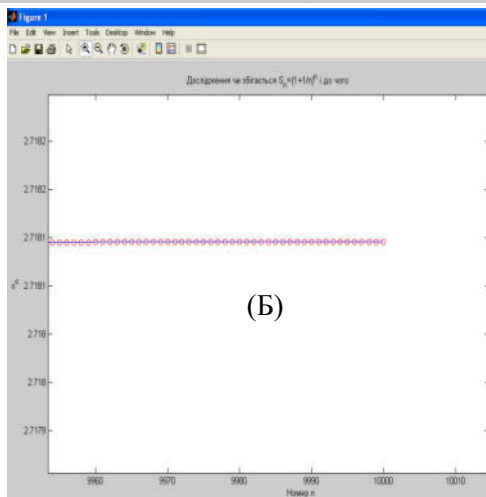 Figure 1
File Edit View Insert Tools Desktop Window Help
Дослідження чи збігається S_n=(1+1/n)^n і до чого
2.7182
2.7182
2.7181
2.7181
2.718
2.718
2.7179
(Б)
9960 9970 9980 9990 10000 10010
Номер n